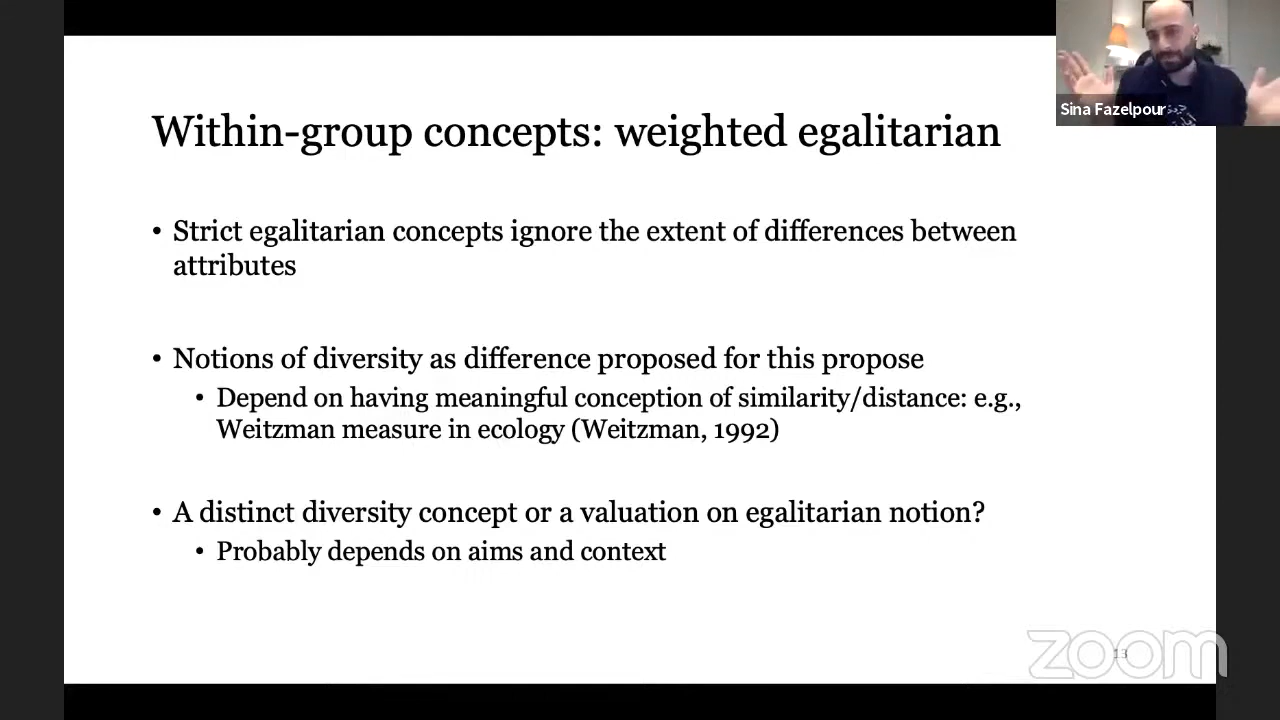 Within-group concepts: weighted egalitarian
• Strict egalitarian concepts ignore the extent of differences between
attributes
• Notions of diversity as difference proposed for this propose
• Depend on having meaningful conception of similarity/distance: e.g.,
Weitzman measure in ecology (Weitzman, 1992)
• A distinct diversity concept or a valuation on egalitarian notion?
• Probably depends on aims and context
Sina Fazelpour
13
zoom